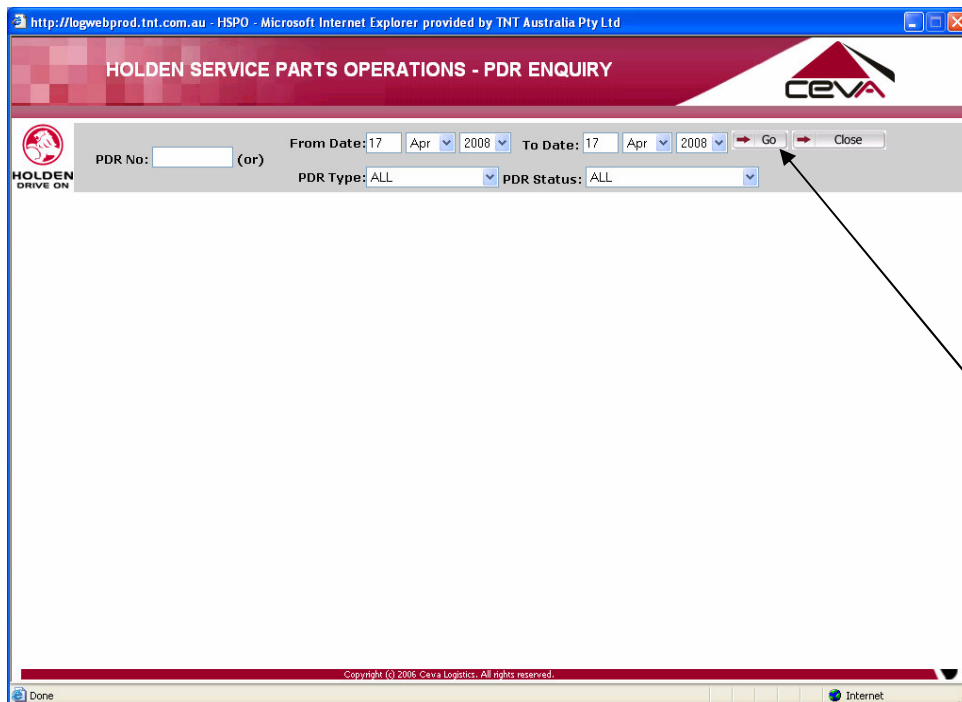 http://logwebprod.tnt.com.au - HSPO - Microsoft Internet Explorer provided by TNT Australia Pty Ltd
HOLDEN SERVICE PARTS OPERATIONS - PDR ENQUIRY
CEVA
HOLDEN
DRIVE ON
PDR No: (or) From Date: 17 Apr 2008 To Date: 17 Apr 2008 Go Close
PDR Type: ALL PDR Status: ALL
Copyright (c) 2006 Ceva Logistics. All rights reserved.
Done Internet